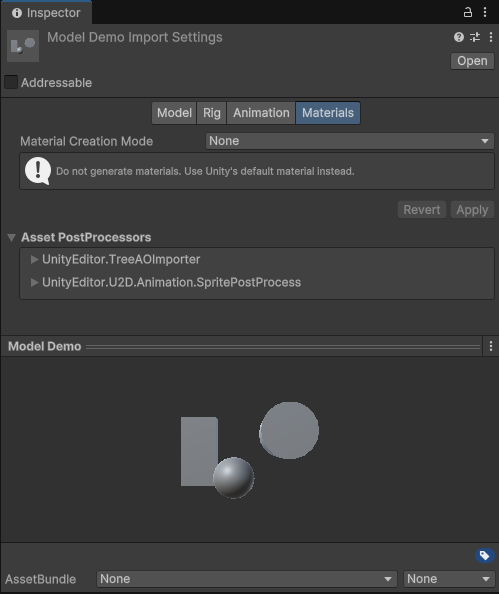 Inspector
Model Demo Import Settings
Open
Addressable
Model Rig Animation Materials
Material Creation Mode None
Do not generate materials. Use Unity's default material instead.
Revert Apply
Asset PostProcessors
UnityEditor.TreeAOImporter
UnityEditor.U2D.Animation.SpritePostProcess
Model Demo
AssetBundle None None